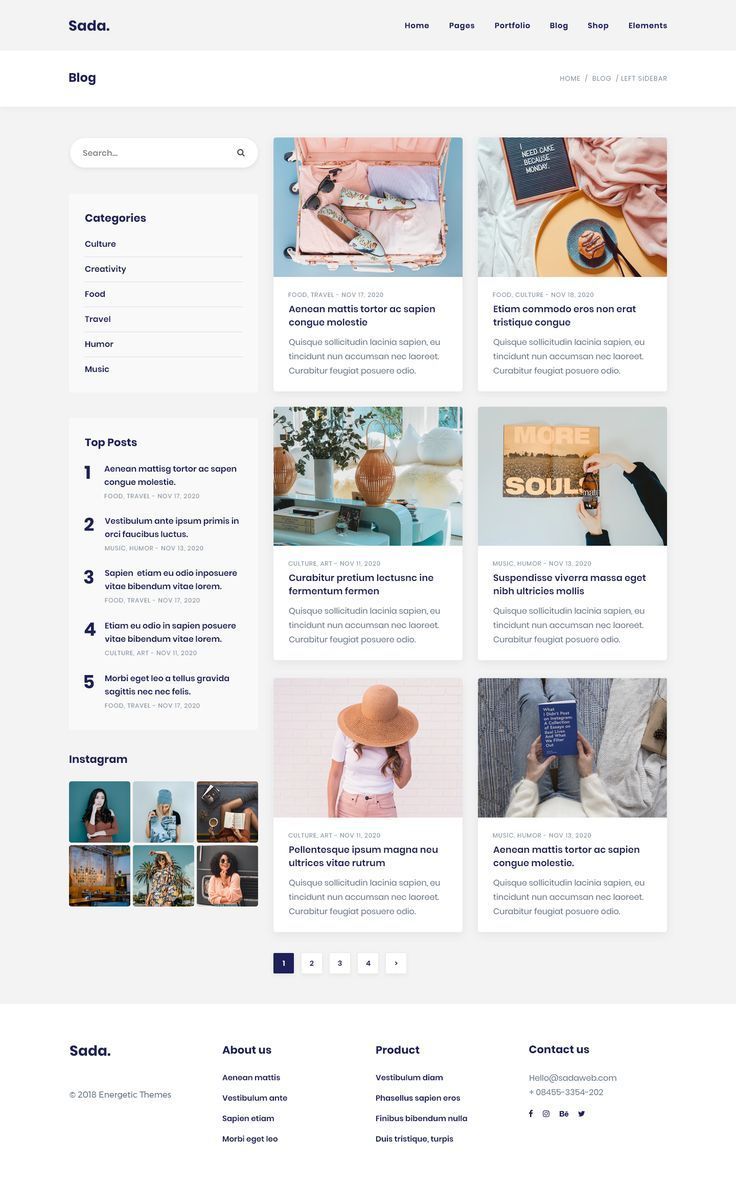 Sada.
Home Pages Portfolio Blog Shop Elements
Blog
HOME / BLOG / LEFT SIDEBAR
Search...
Categories
Culture
Creativity
Food
Travel
Humor
Music
Top Posts
1
Aenean mattisg tortor ac sapen
congue molestie.
FOOD, TRAVEL - NOV 17, 2020
2
Vestibulum ante ipsum primis in
orci faucibus luctus.
MUSIC, HUMOR - NOV 13, 2020
3
Sapien etiam eu odio inposuere
vitae bibendum vitae lorem.
FOOD, TRAVEL - NOV 17, 2020
4
Etiam eu odio in sapien posuere
vitae bibendum vitae lorem.
CULTURE, ART - NOV 11, 2020
5
Morbi eget leo a tellus gravida
sagittis nec nec felis.
FOOD, TRAVEL - NOV 17, 2020
Instagram
FOOD, TRAVEL - NOV 17, 2020
Aenean mattis tortor ac sapien
congue molestie
Quisque sollicitudin lacinia sapien, eu
tincidunt nun accumsan nec laoreet.
Curabitur feugiat posuere odio.
I
NEED CAKE
BECAUSE
MONDAY.
FOOD, CULTURE - NOV 18, 2020
Etiam commodo eros non erat
tristique congue
Quisque sollicitudin lacinia sapien, eu
tincidunt nun accumsan nec laoreet.
Curabitur feugiat posuere odio.
CULTURE, ART - NOV 11, 2020
Curabitur pretium lectusnc ine
fermentum fermen
Quisque sollicitudin lacinia sapien, eu
tincidunt nun accumsan nec laoreet.
Curabitur feugiat posuere odio.
MORE
SOUL
MUSIC, HUMOR - NOV 13, 2020
Suspendisse viverra massa eget
nibh ultricies mollis
Quisque sollicitudin lacinia sapien, eu
tincidunt nun accumsan nec laoreet.
Curabitur feugiat posuere odio.
CULTURE, ART - NOV 11, 2020
Pellentesque ipsum magna neu
ultrices vitae rutrum
Quisque sollicitudin lacinia sapien, eu
tincidunt nun accumsan nec laoreet.
Curabitur feugiat posuere odio.
What
I Didn't Post
on Instagram:
A Collection
of Essays on
Real Lives
And What
We Filter
Out
MUSIC, HUMOR - NOV 13, 2020
Aenean mattis tortor ac sapien
congue molestie.
Quisque sollicitudin lacinia sapien, eu
tincidunt nun accumsan nec laoreet.
Curabitur feugiat posuere odio.
1 2 3 4 >
Sada.
© 2018 Energetic Themes
About us
Aenean mattis
Vestibulum ante
Sapien etiam
Morbi eget leo
Product
Vestibulum diam
Phasellus sapien eros
Finibus bibendum nulla
Duis tristique, turpis
Contact us
Hello@sadaweb.com
+ 08455-3354-202